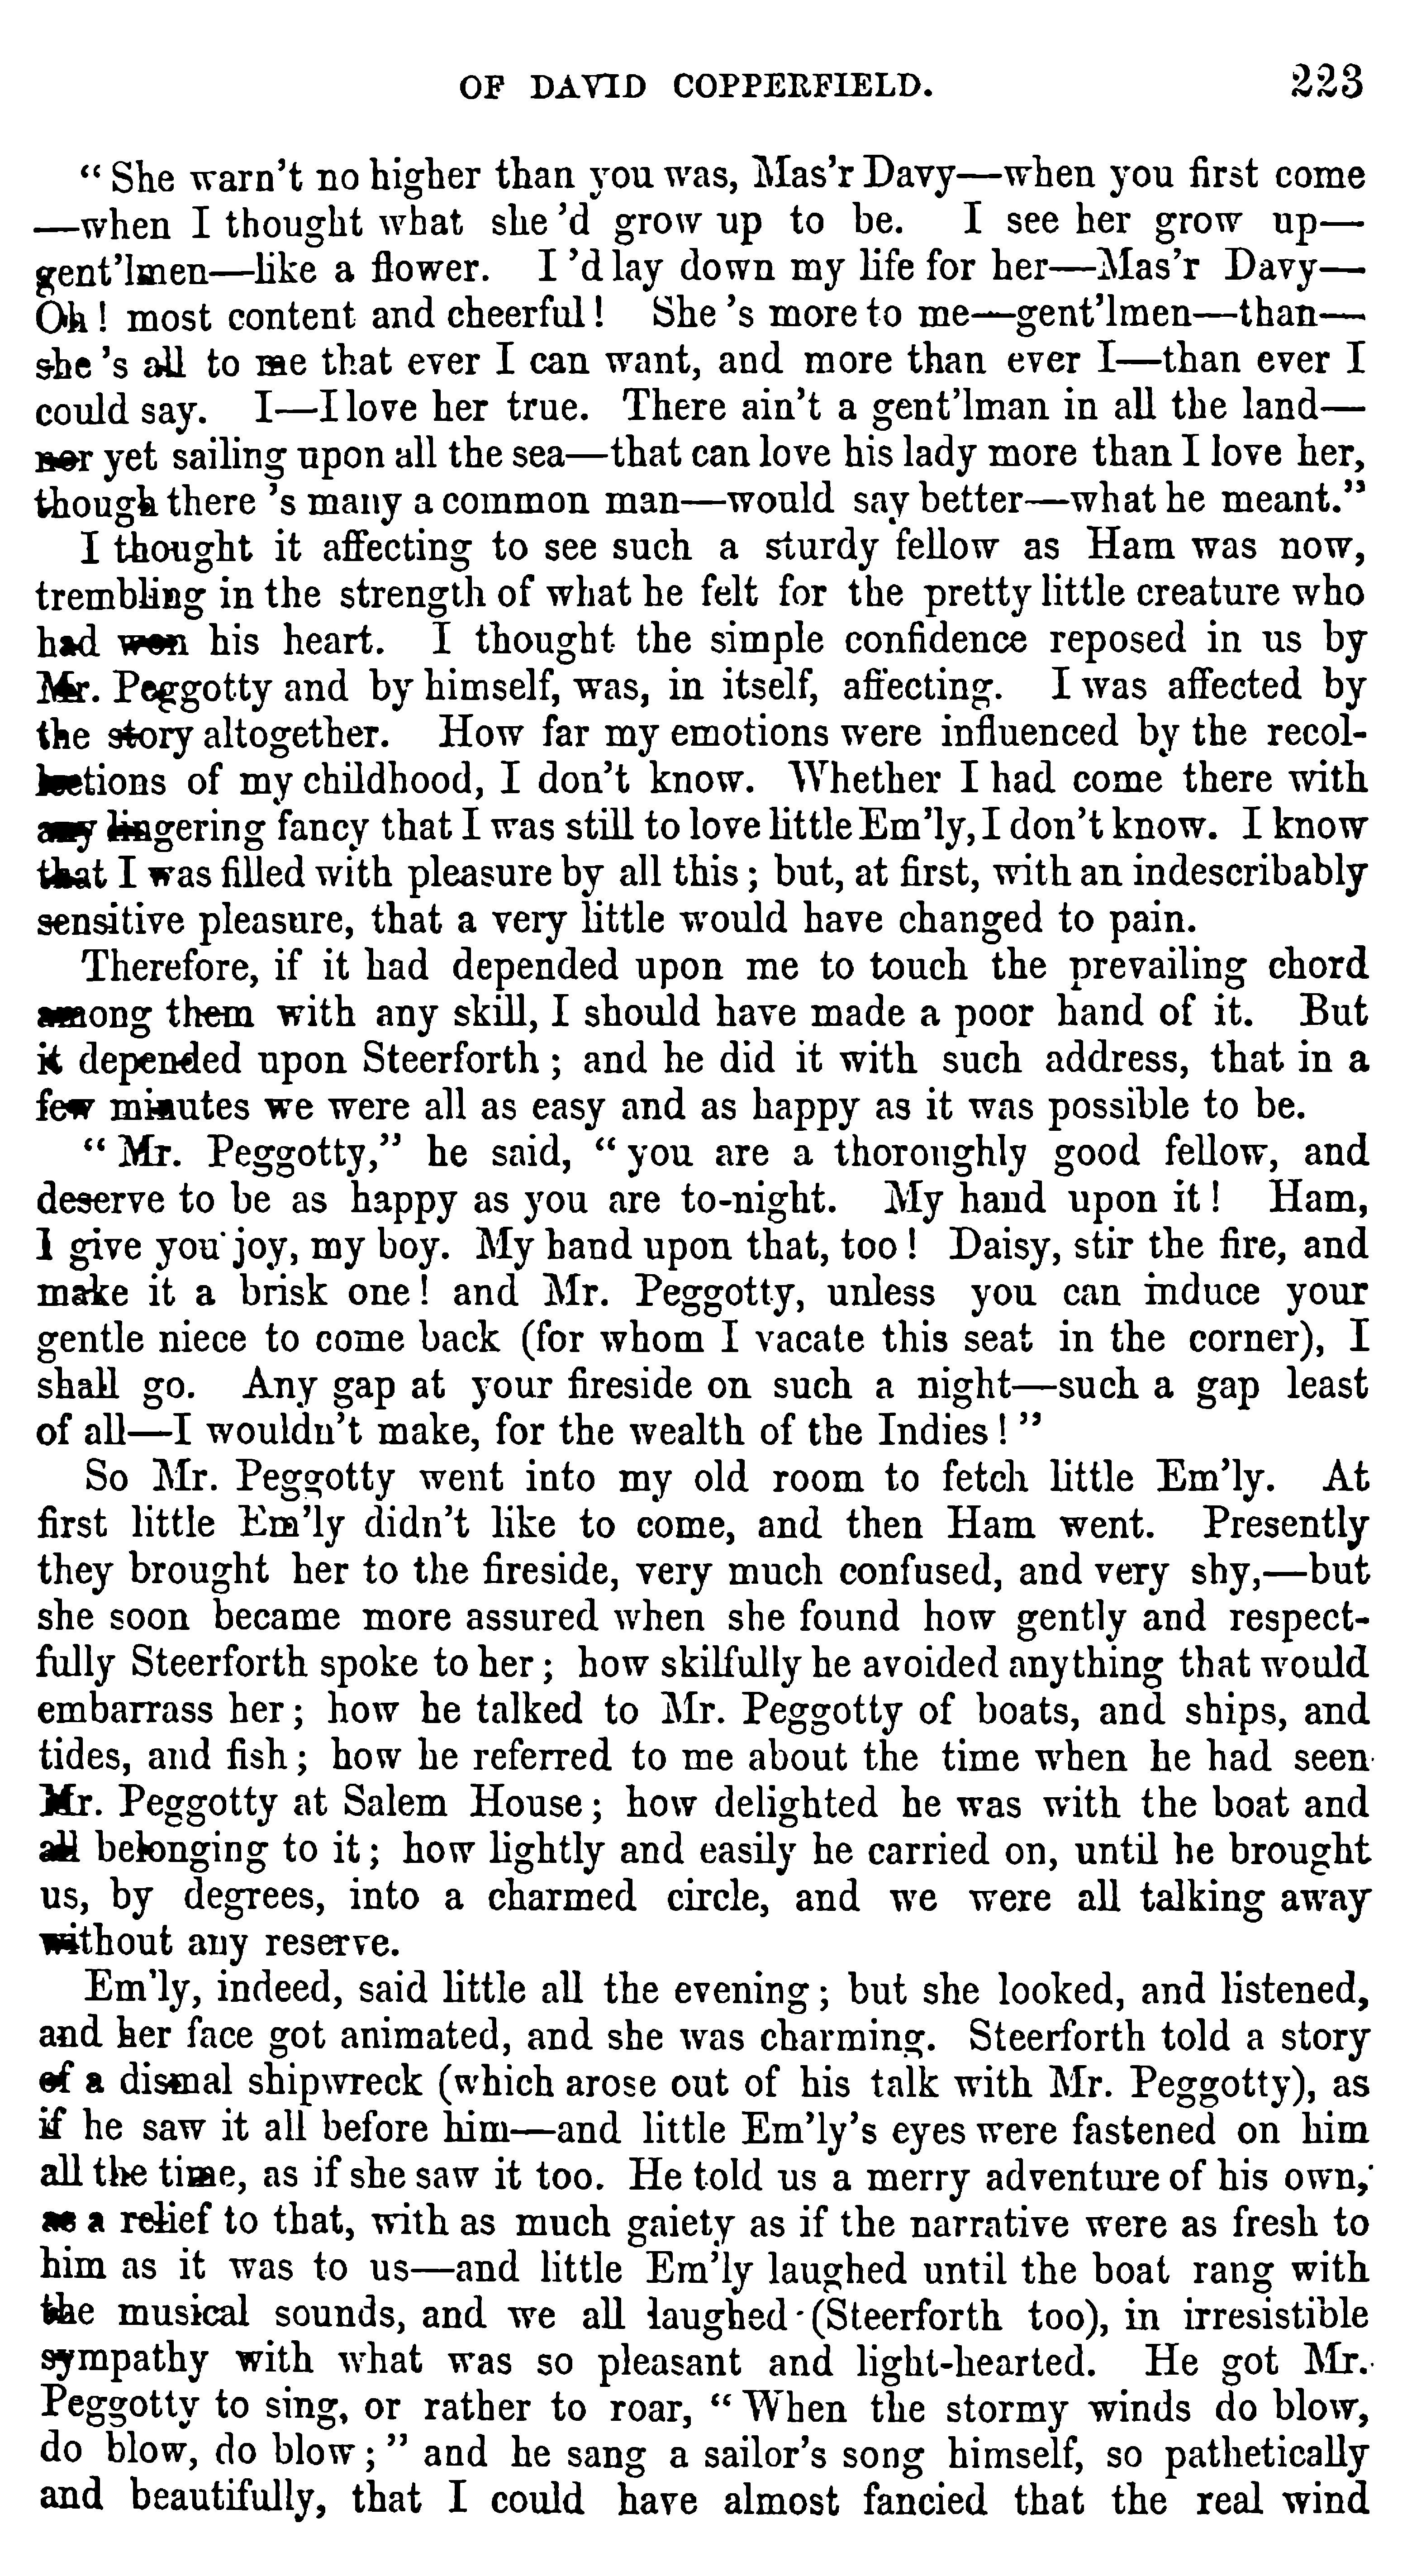 OF DAVID COPPERFIELD. 223
“ She warn't no higher than you was, Mas'r Davy—when you first come
—when I thought what she 'd grow up to be. I see her grow up—
gent'lmen—like a flower. I 'd lay down my life for her—Mas'r Davy—
Oh ! most content and cheerful ! She 's more to me—gent'lmen—than—
she 's all to me that ever I can want, and more than ever I—than ever I
could say. I—I love her true. There ain't a gent'lman in all the land—
nor yet sailing upon all the sea—that can love his lady more than I love her,
though there 's many a common man—would say better—what he meant.”
I thought it affecting to see such a sturdy fellow as Ham was now,
trembling in the strength of what he felt for the pretty little creature who
had won his heart. I thought the simple confidence reposed in us by
Mr. Peggotty and by himself, was, in itself, affecting. I was affected by
the story altogether. How far my emotions were influenced by the recol-
lections of my childhood, I don't know. Whether I had come there with
any lingering fancy that I was still to love little Em'ly, I don't know. I know
that I was filled with pleasure by all this ; but, at first, with an indescribably
sensitive pleasure, that a very little would have changed to pain.
Therefore, if it had depended upon me to touch the prevailing chord
among them with any skill, I should have made a poor hand of it. But
it depended upon Steerforth ; and he did it with such address, that in a
few minutes we were all as easy and as happy as it was possible to be.
“ Mr. Peggotty,” he said, “ you are a thoroughly good fellow, and
deserve to be as happy as you are to-night. My hand upon it ! Ham,
I give you joy, my boy. My hand upon that, too ! Daisy, stir the fire, and
make it a brisk one ! and Mr. Peggotty, unless you can induce your
gentle niece to come back (for whom I vacate this seat in the corner), I
shall go. Any gap at your fireside on such a night—such a gap least
of all—I wouldn't make, for the wealth of the Indies ! ”
So Mr. Peggotty went into my old room to fetch little Em'ly. At
first little Em'ly didn't like to come, and then Ham went. Presently
they brought her to the fireside, very much confused, and very shy,—but
she soon became more assured when she found how gently and respect-
fully Steerforth spoke to her ; how skilfully he avoided anything that would
embarrass her ; how he talked to Mr. Peggotty of boats, and ships, and
tides, and fish ; how he referred to me about the time when he had seen
Mr. Peggotty at Salem House ; how delighted he was with the boat and
all belonging to it ; how lightly and easily he carried on, until he brought
us, by degrees, into a charmed circle, and we were all talking away
without any reserve.
Em'ly, indeed, said little all the evening ; but she looked, and listened,
and her face got animated, and she was charming. Steerforth told a story
of a dismal shipwreck (which arose out of his talk with Mr. Peggotty), as
if he saw it all before him—and little Em'ly's eyes were fastened on him
all the time, as if she saw it too. He told us a merry adventure of his own,
as a relief to that, with as much gaiety as if the narrative were as fresh to
him as it was to us—and little Em'ly laughed until the boat rang with
the musical sounds, and we all laughed (Steerforth too), in irresistible
sympathy with what was so pleasant and light-hearted. He got Mr.
Peggotty to sing, or rather to roar, “ When the stormy winds do blow,
do blow, do blow ; ” and he sang a sailor's song himself, so pathetically
and beautifully, that I could have almost fancied that the real wind